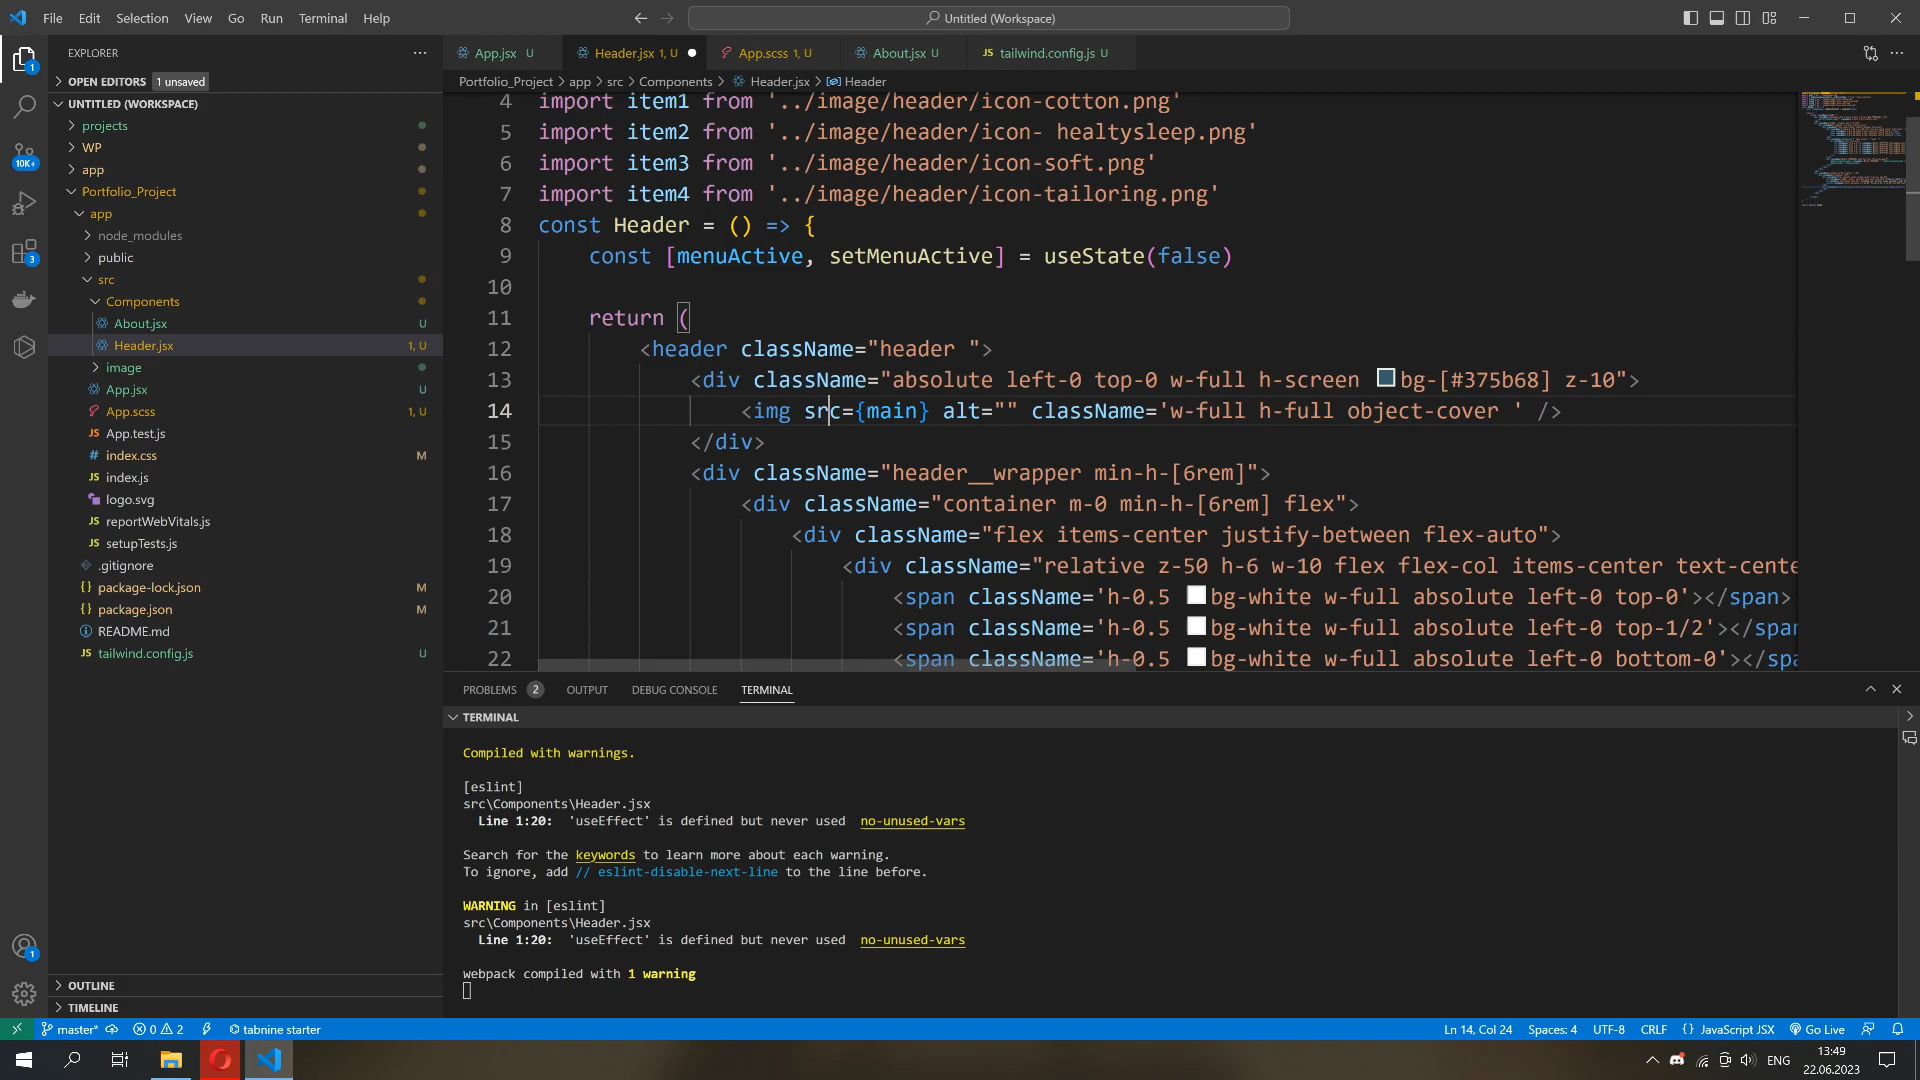 File Edit Selection View Go Run Terminal Help
Untitled (Workspace)
EXPLORER
App.jsx U
Header.jsx 1, U
App.scss 1, U
About.jsx U
JS tailwind.config.js U
OPEN EDITORS 1 unsaved
Portfolio_Project > app > src > Components > Header.jsx > Header
UNTITLED (WORKSPACE)
projects
WP
app
Portfolio_Project
app
node_modules
public
src
Components
About.jsx U
Header.jsx 1, U
image
App.jsx U
App.scss 1, U
JS App.test.js
# index.css M
JS index.js
logo.svg
JS reportWebVitals.js
JS setupTests.js
.gitignore
{} package-lock.json M
{} package.json M
README.md
JS tailwind.config.js U
OUTLINE
TIMELINE
1
10K+
3
1
4 import item1 from '../image/header/icon-cotton.png'
5 import item2 from '../image/header/icon- healtysleep.png'
6 import item3 from '../image/header/icon-soft.png'
7 import item4 from '../image/header/icon-tailoring.png'
8 const Header = () => {
9 const [menuActive, setMenuActive] = useState(false)
10
11 return (
12 <header className="header ">
13 <div className="absolute left-0 top-0 w-full h-screen bg-[#375b68] z-10">
14 <img src={main} alt="" className='w-full h-full object-cover ' />
15 </div>
16 <div className="header__wrapper min-h-[6rem]">
17 <div className="container m-0 min-h-[6rem] flex">
18 <div className="flex items-center justify-between flex-auto">
19 <div className="relative z-50 h-6 w-10 flex flex-col items-center text-cente
20 <span className='h-0.5 bg-white w-full absolute left-0 top-0'></span>
21 <span className='h-0.5 bg-white w-full absolute left-0 top-1/2'></span
22 <span className='h-0.5 bg-white w-full absolute left-0 bottom-0'></spa
PROBLEMS 2 OUTPUT DEBUG CONSOLE TERMINAL
TERMINAL
Compiled with warnings.
[eslint]
src\Components\Header.jsx
Line 1:20: 'useEffect' is defined but never used no-unused-vars
Search for the keywords to learn more about each warning.
To ignore, add // eslint-disable-next-line to the line before.
WARNING in [eslint]
src\Components\Header.jsx
Line 1:20: 'useEffect' is defined but never used no-unused-vars
webpack compiled with 1 warning
master* 0 2 tabnine starter Ln 14, Col 24 Spaces: 4 UTF-8 CRLF {} JavaScript JSX Go Live
ENG
13:49
22.06.2023